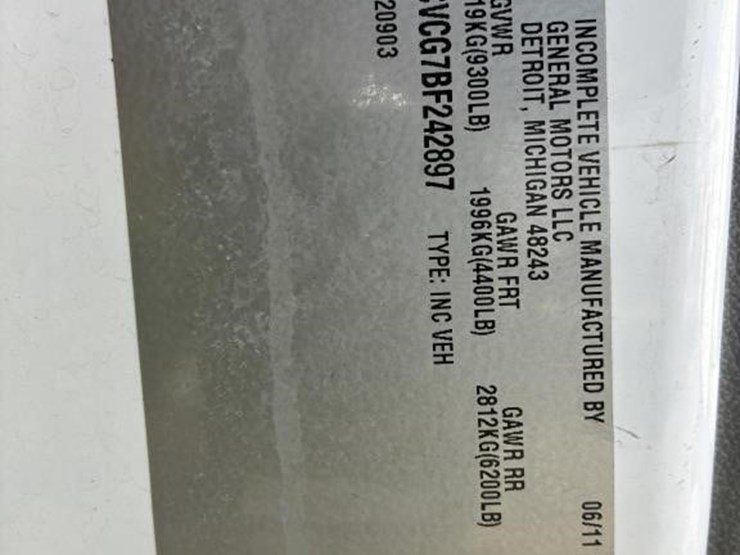 INCOMPLETE VEHICLE MANUFACTURED BY 06/11
GENERAL MOTORS LLC
DETROIT, MICHIGAN 48243
GVWR GAWR FRT GAWR RR
19KG(9300LB) 1996KG(4400LB) 2812KG(6200LB)
VCG7BF242897 TYPE: INC VEH
20903